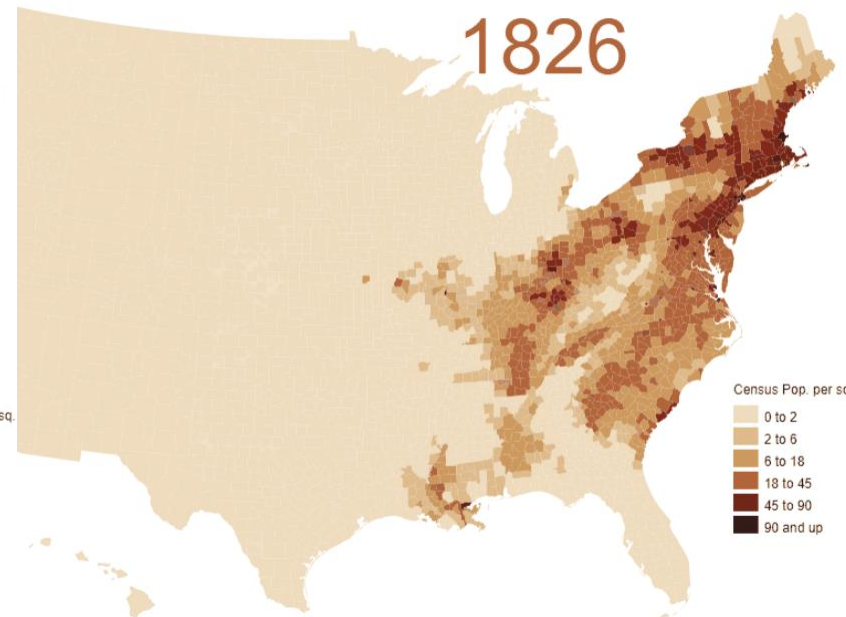 1826
sq.
Census Pop. per sq
0 to 2
2 to 6
6 to 18
18 to 45
45 to 90
90 and up